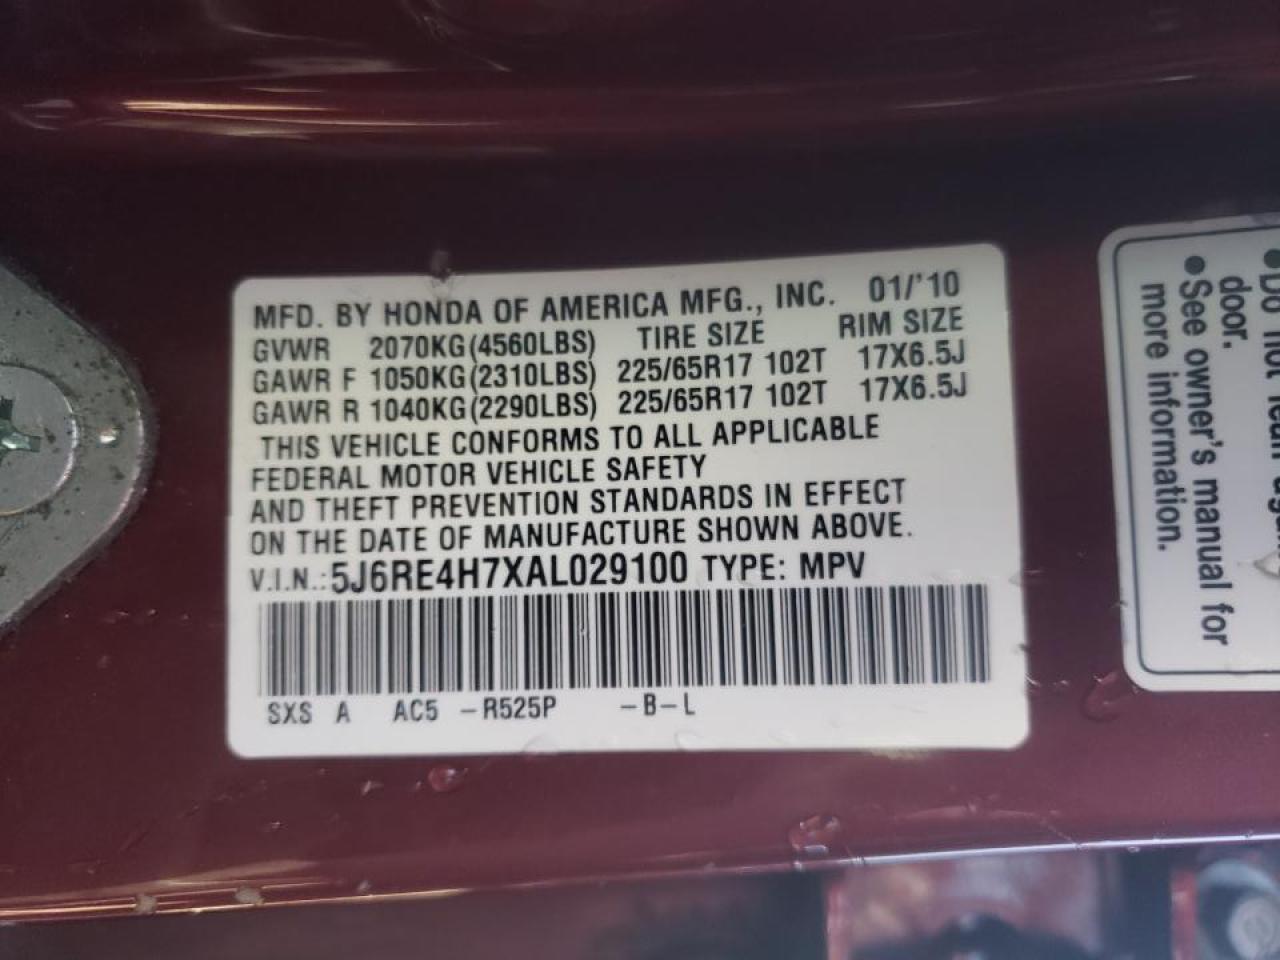 MFD. BY HONDA OF AMERICA MFG., INC. 01/'10
GVWR 2070KG(4560LBS) TIRE SIZE RIM SIZE
GAWR F 1050KG(2310LBS) 225/65R17 102T 17X6.5J
GAWR R 1040KG(2290LBS) 225/65R17 102T 17X6.5J
THIS VEHICLE CONFORMS TO ALL APPLICABLE
FEDERAL MOTOR VEHICLE SAFETY
AND THEFT PREVENTION STANDARDS IN EFFECT
ON THE DATE OF MANUFACTURE SHOWN ABOVE.
V.I.N.: 5J6RE4H7XAL029100 TYPE: MPV
SXS A AC5 -R525P -B-L
●Do not lean
door.
●See owner's manual for
more information.